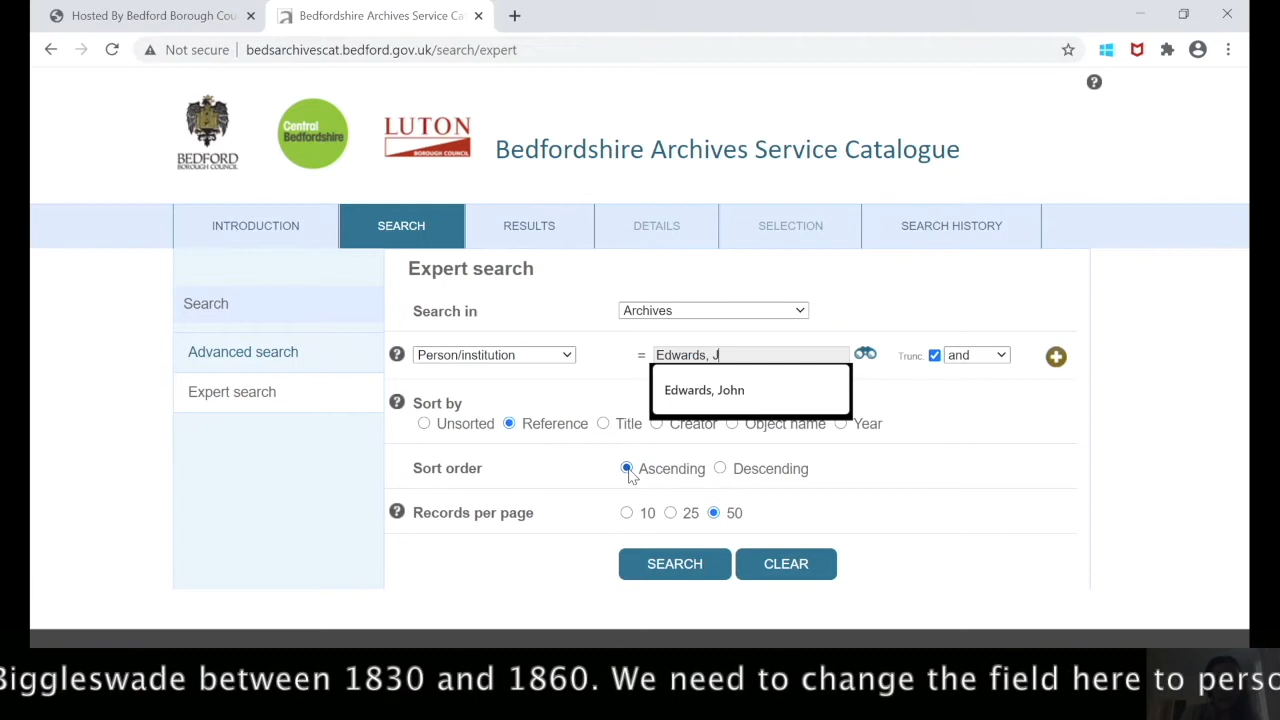 Hosted By Bedford Borough Cou
Bedfordshire Archives Service Ca
Not secure
bedsarchivescat.bedford.gov.uk/search/expert
BEDFORD
BOROUGH COUNCIL
Central
Bedfordshire
LUTON
BOROUGH COUNCIL
Bedfordshire Archives Service Catalogue
INTRODUCTION SEARCH RESULTS DETAILS SELECTION SEARCH HISTORY
Search
Advanced search
Expert search
Expert search
Search in Archives
Person/institution = Edwards, J Trunc. and
Edwards, John
Sort by
Unsorted Reference Title Creator Object name Year
Sort order Ascending Descending
Records per page 10 25 50
SEARCH CLEAR
Biggleswade between 1830 and 1860. We need to change the field here to perso